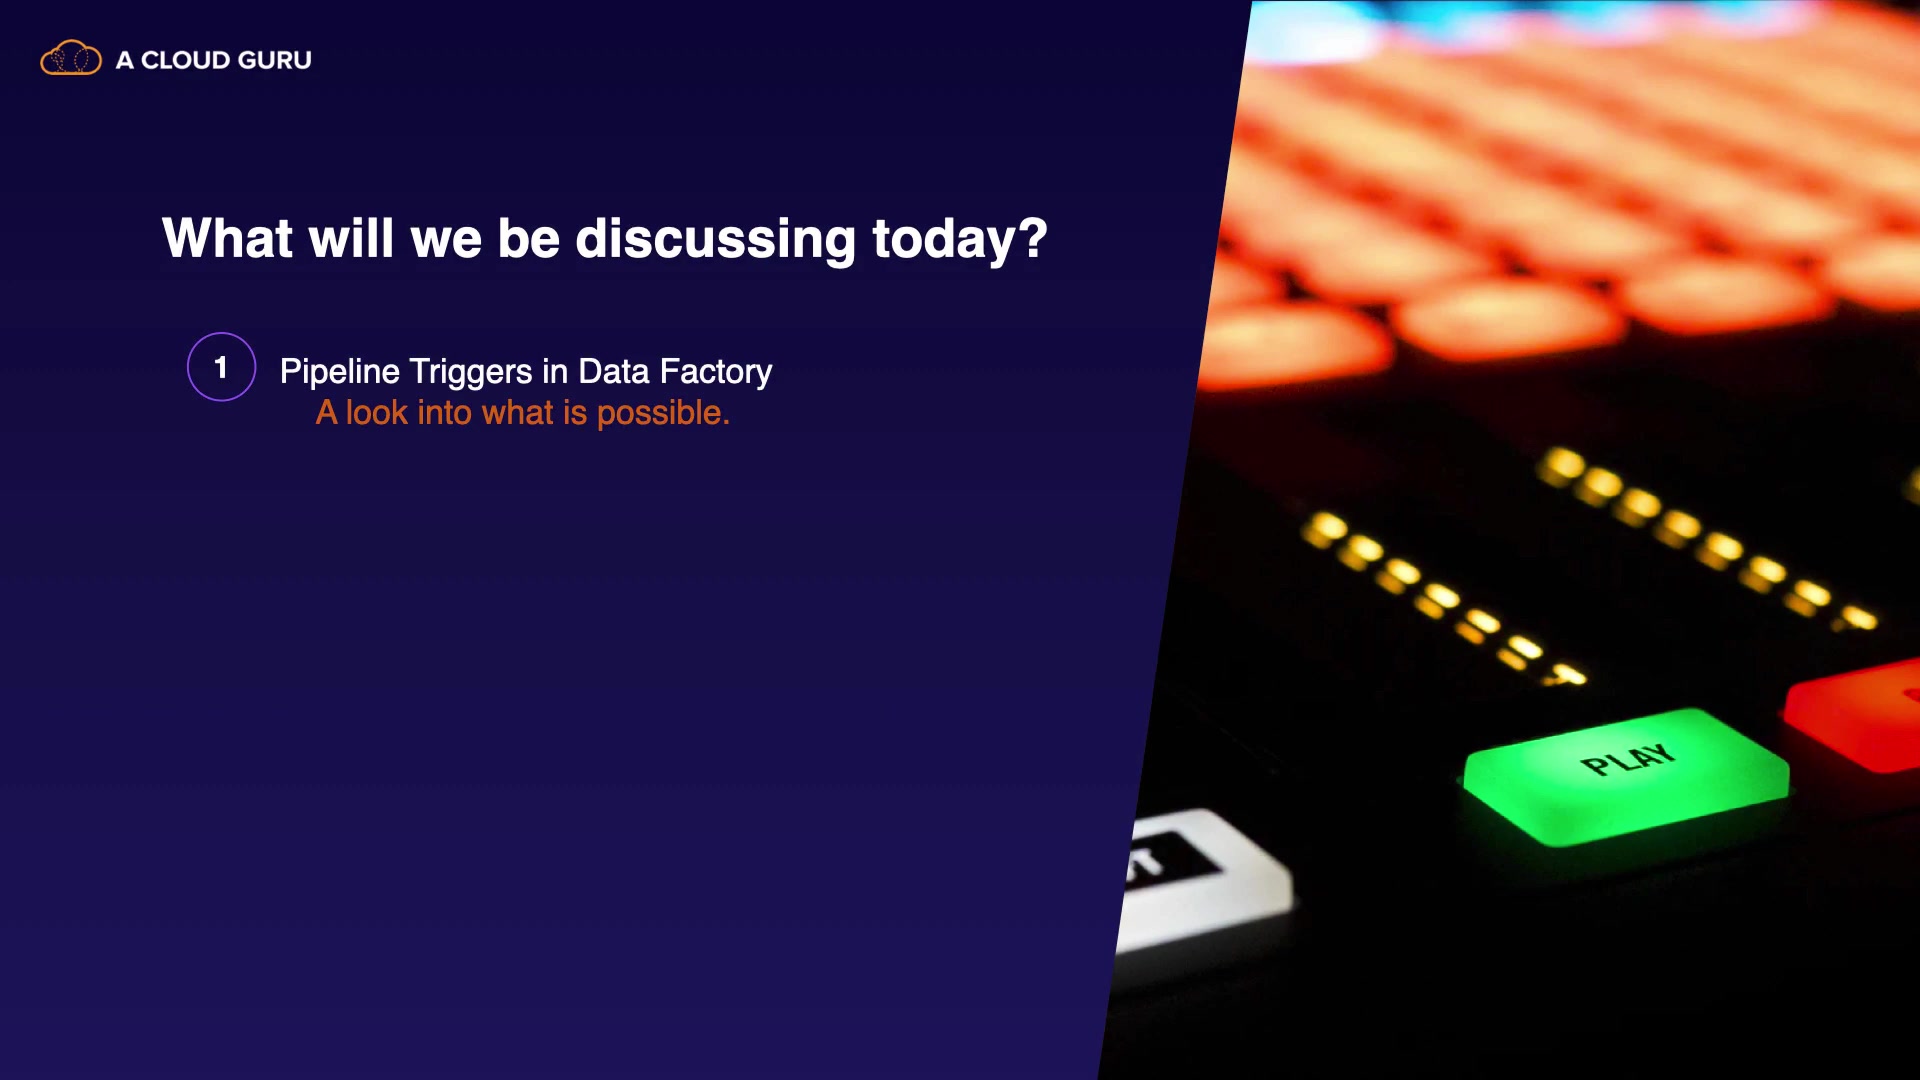 A CLOUD GURU
What will we be discussing today?
1
Pipeline Triggers in Data Factory
A look into what is possible.
PLAY